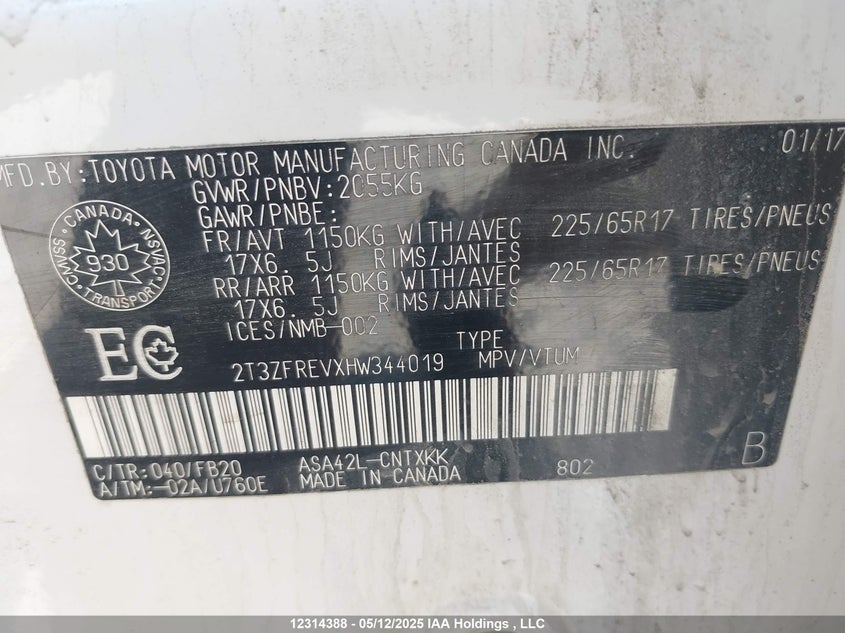 MFD.BY:TOYOTA MOTOR MANUFACTURING CANADA INC. 01/17
GVWR/PNBV:2055KG
GAWR/PNBE:
FR/AVT 1150KG WITH/AVEC 225/65R17 TIRES/PNEUS
17X6.5J RIMS/JANTES
RR/ARR 1150KG WITH/AVEC 225/65R17 TIRES/PNEUS
17X6.5J RIMS/JANTES
ICES/NMB-002
CANADA
CMVSS 930 NSVAC
TRANSPORT
EC
TYPE
2T3ZFREVXHW344019 MPV/VTUM
C/TR:040/FB20 ASA42L-CNTXKK 802 B
A/TM:-02A/U760E MADE IN CANADA
12314388 - 05/12/2025 IAA Holdings, Inc.